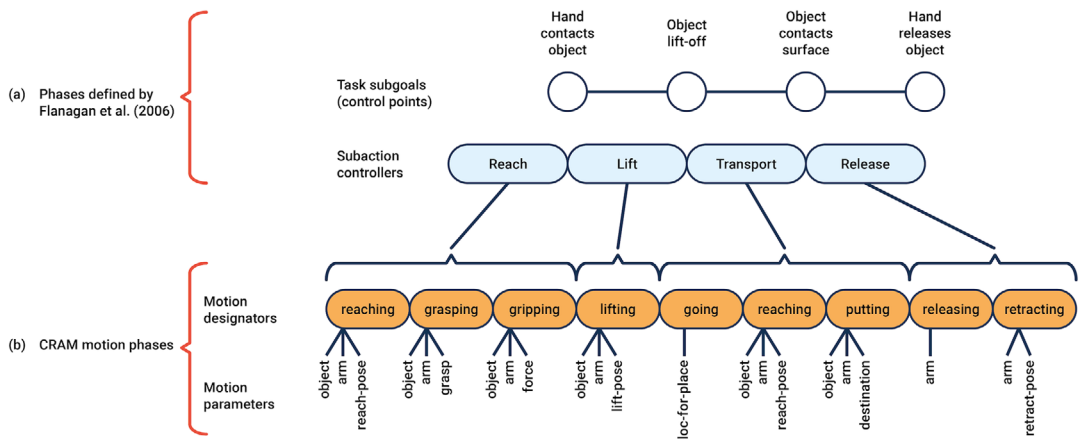 Hand
contacts
object
Object
lift-off
Object
contacts
surface
Hand
releases
object
(a) Phases defined by
Flanagan et al. (2006)
Task subgoals
(control points)
Subaction
controllers
Reach
Lift
Transport
Release
(b) CRAM motion phases
Motion
designators
reaching
grasping
gripping
lifting
going
reaching
putting
releasing
retracting
Motion
parameters
object
arm
reach-pose
object
arm
grasp
object
arm
force
object
arm
lift-pose
loc-for-place
object
arm
reach-pose
object
arm
destination
arm
arm
retract-pose